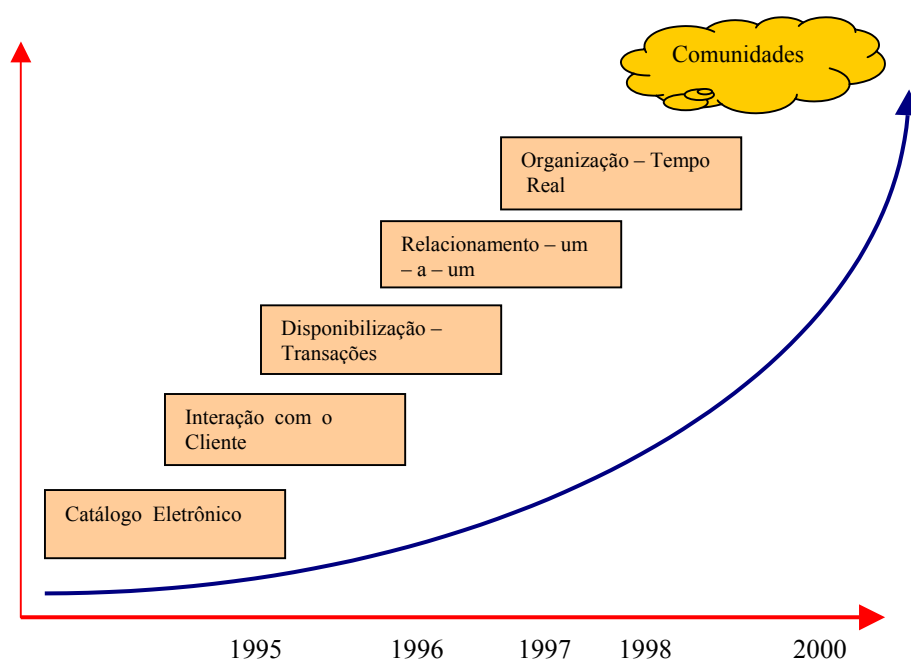 Comunidades
Organização – Tempo
Real
Relacionamento – um
– a – um
Disponibilização –
Transações
Interação com o
Cliente
Catálogo Eletrônico
1995 1996 1997 1998 2000